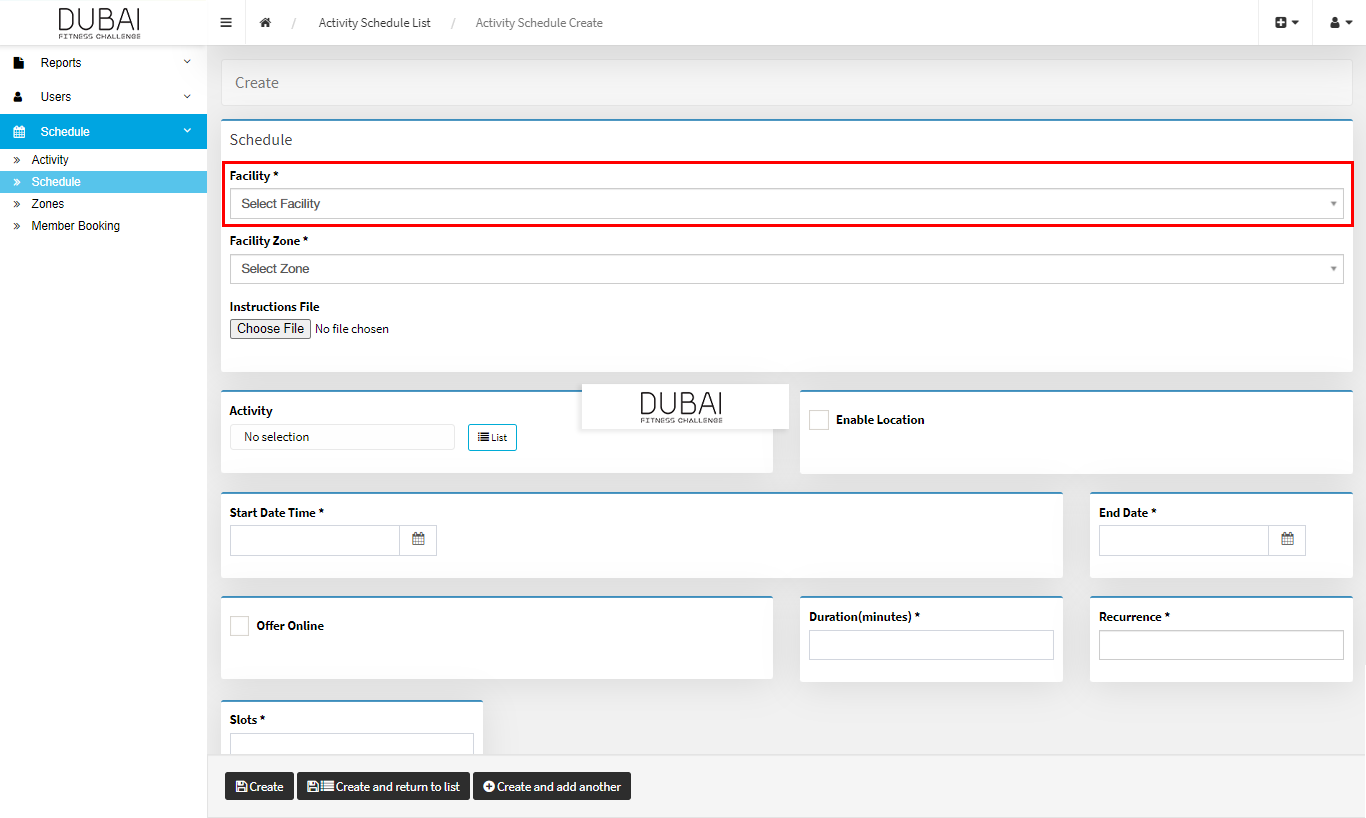 DUBAI
FITNESS CHALLENGE
/ Activity Schedule List / Activity Schedule Create
Reports
Users
Schedule
Activity
Schedule
Zones
Member Booking
Create
Schedule
Facility *
Select Facility
Facility Zone *
Select Zone
Instructions File
Choose File No file chosen
Activity
No selection
List
DUBAI
FITNESS CHALLENGE
Enable Location
Start Date Time *
End Date *
Offer Online
Duration(minutes) *
Recurrence *
Slots *
Create
Create and return to list
Create and add another